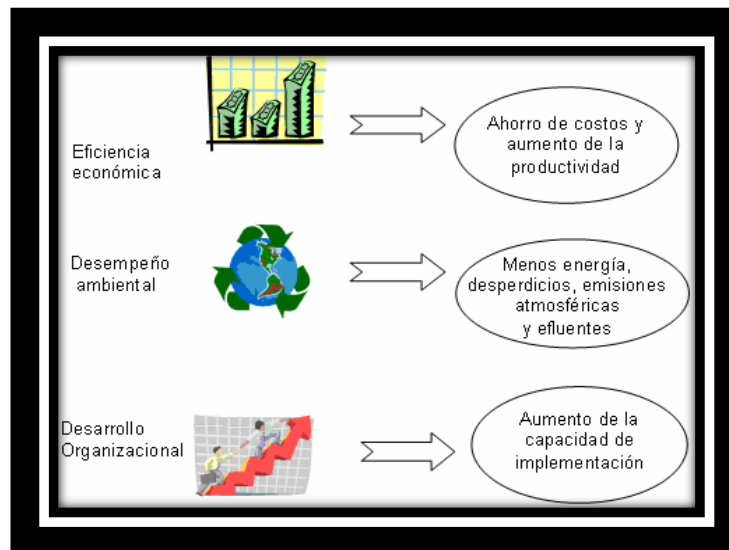 Eficiencia
económica
Ahorro de costos y
aumento de la
productividad
Desempeño
ambiental
Menos energía,
desperdicios, emisiones
atmosféricas
y efluentes
Desarrollo
Organizacional
Aumento de la
capacidad de
implementación